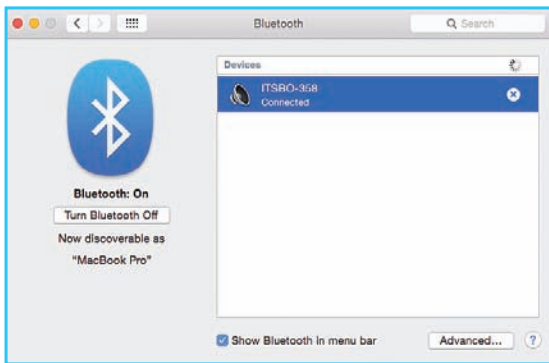 Bluetooth
Search
Devices
ITSBO-358
Connected
Bluetooth: On
Turn Bluetooth Off
Now discoverable as
“MacBook Pro”
Show Bluetooth in menu bar
Advanced...
?